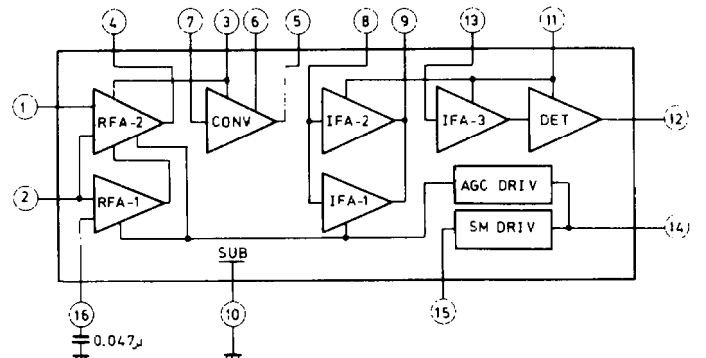 4 7 3 6 5 8 9 13 11
1 RFA-2 CONV IFA-2 IFA-3 DET 12
2 RFA-1 IFA-1 AGC DRIV
SM DRIV 14
SUB
16 10 15
0.047μ